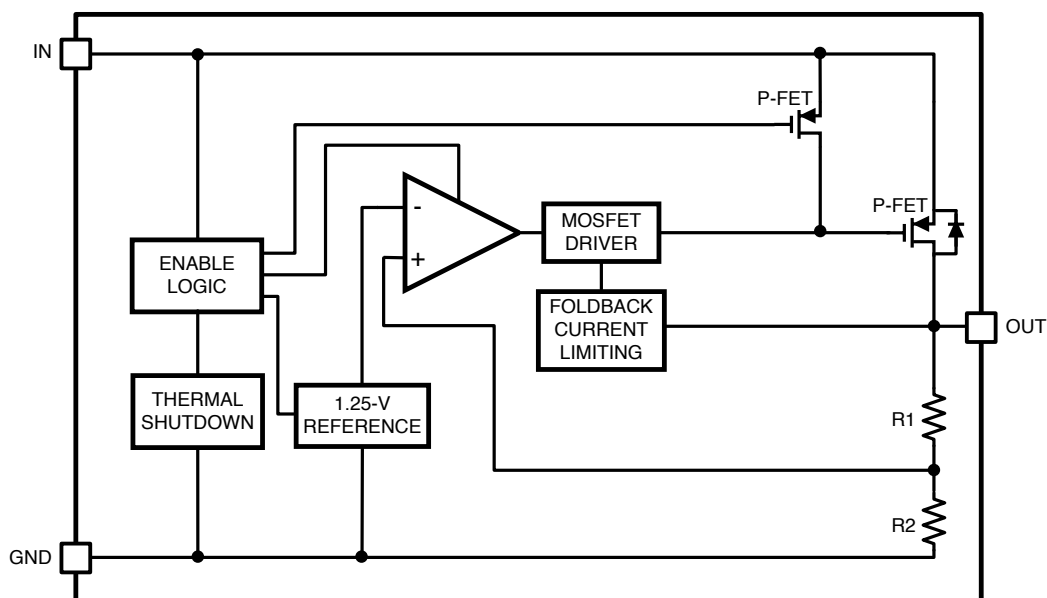 IN
P-FET
P-FET
-
+
MOSFET
DRIVER
ENABLE
LOGIC
FOLDBACK
CURRENT
LIMITING
OUT
THERMAL
SHUTDOWN
1.25-V
REFERENCE
R1
R2
GND